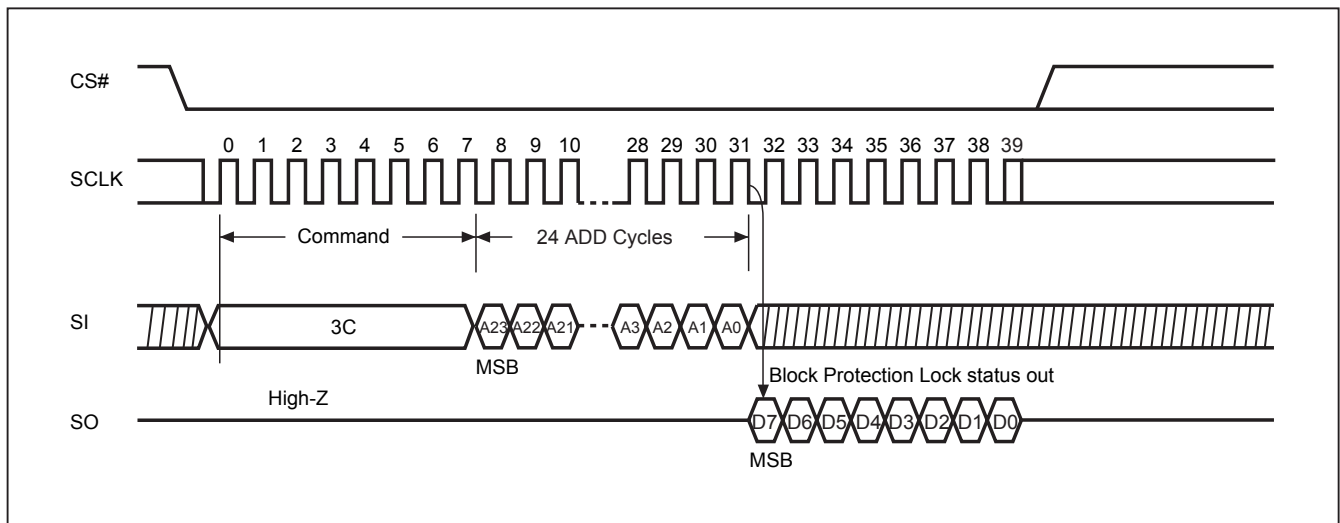 CS#
0 1 2 3 4 5 6 7 8 9 10 28 29 30 31 32 33 34 35 36 37 38 39
SCLK
Command 24 ADD Cycles
SI 3C A23 A22 A21 A3 A2 A1 A0
MSB
Block Protection Lock status out
High-Z
SO D7 D6 D5 D4 D3 D2 D1 D0
MSB